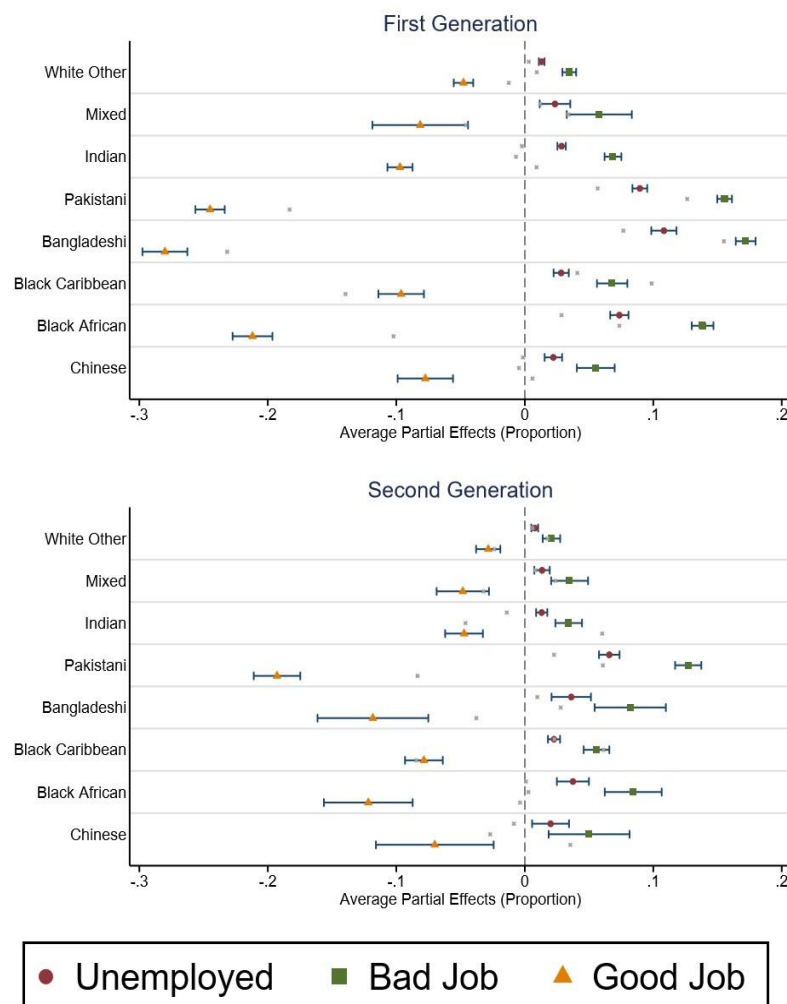 First Generation
White Other
Mixed
Indian
Pakistani
Bangladeshi
Black Caribbean
Black African
Chinese
-.3 -.2 -.1 0 .1 .2
Average Partial Effects (Proportion)
Second Generation
White Other
Mixed
Indian
Pakistani
Bangladeshi
Black Caribbean
Black African
Chinese
-.3 -.2 -.1 0 .1 .2
Average Partial Effects (Proportion)
Unemployed Bad Job Good Job